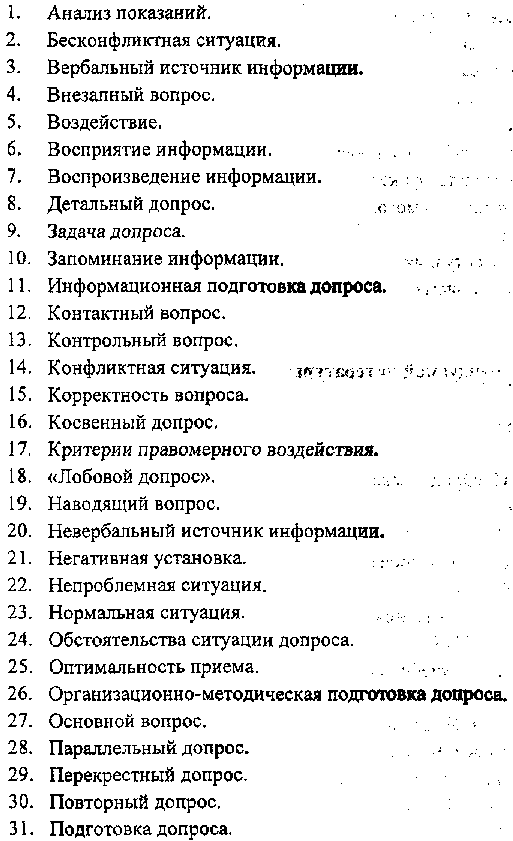 1. Анализ показаний.
2. Бесконфликтная ситуация.
3. Вербальный источник информации.
4. Внезапный вопрос.
5. Воздействие.
6. Восприятие информации.
7. Воспроизведение информации.
8. Детальный допрос.
9. Задача допроса.
10. Запоминание информации.
11. Информационная подготовка допроса.
12. Контактный вопрос.
13. Контрольный вопрос.
14. Конфликтная ситуация.
15. Корректность вопроса.
16. Косвенный допрос.
17. Критерии правомерного воздействия.
18. «Лобовой допрос».
19. Наводящий вопрос.
20. Невербальный источник информации.
21. Негативная установка.
22. Непроблемная ситуация.
23. Нормальная ситуация.
24. Обстоятельства ситуации допроса.
25. Оптимальность приема.
26. Организационно-методическая подготовка допроса.
27. Основной вопрос.
28. Параллельный допрос.
29. Перекрестный допрос.
30. Повторный допрос.
31. Подготовка допроса.